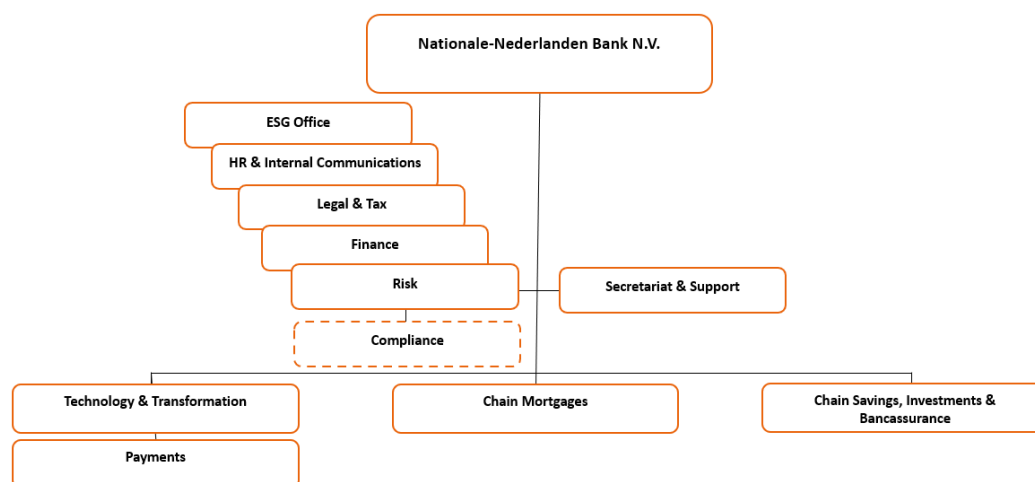 Nationale-Nederlanden Bank N.V.
ESG Office
HR & Internal Communications
Legal & Tax
Finance
Risk
Secretariat & Support
Compliance
Technology & Transformation
Chain Mortgages
Chain Savings, Investments &
Bancassurance
Payments